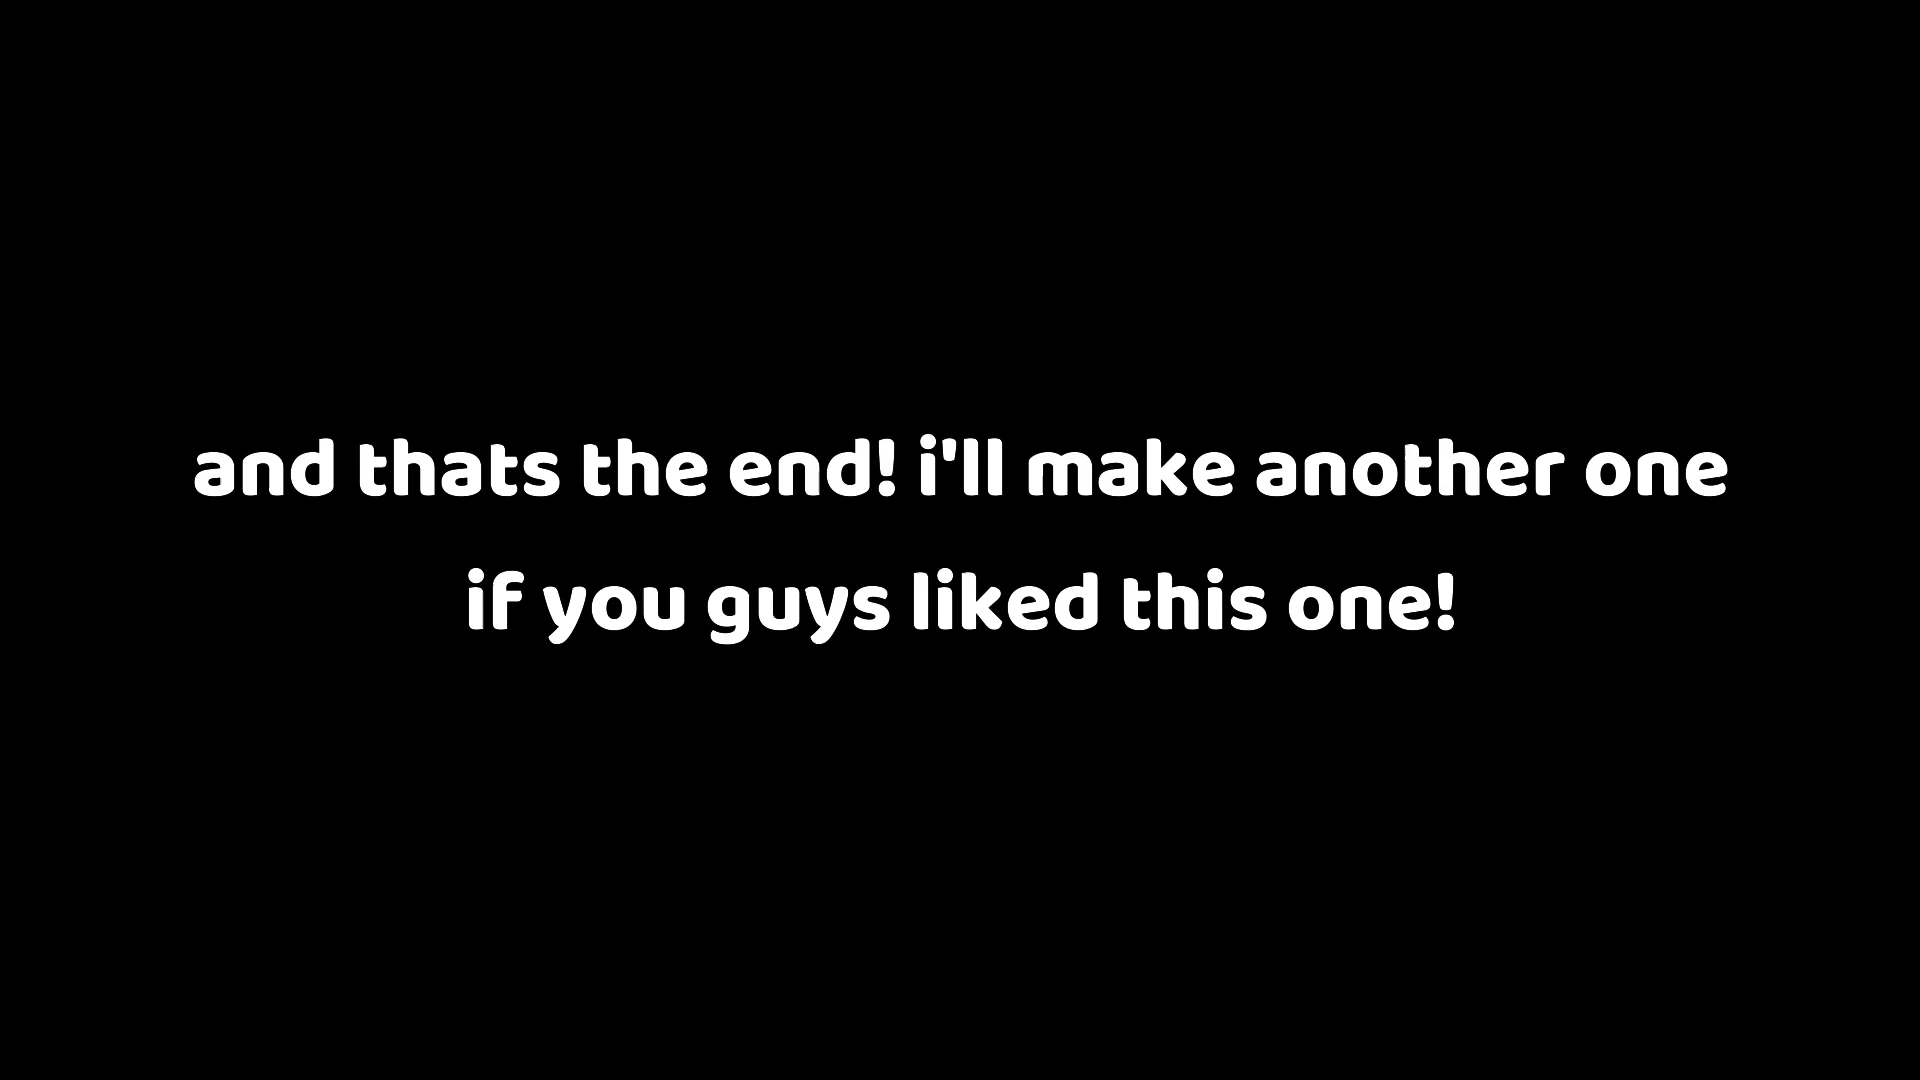 and thats the end! i'll make another one
if you guys liked this one!